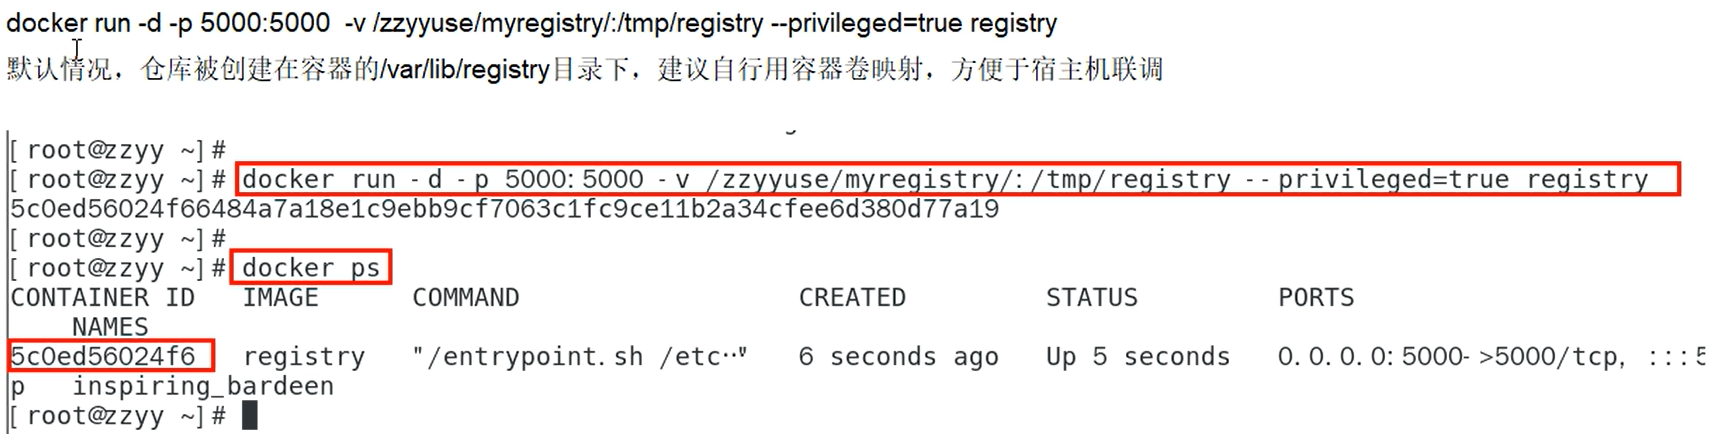 docker run -d -p 5000:5000 -v /zzyyuse/myregistry/:/tmp/registry --privileged=true registry
默认情况，仓库被创建在容器的/var/lib/registry目录下，建议自行用容器卷映射，方便于宿主机联调
[root@zzyy ~]#
[root@zzyy ~]# docker run -d -p 5000:5000 -v /zzyyuse/myregistry/:/tmp/registry --privileged=true registry
5c0ed56024f66484a7a18e1c9ebb9cf7063c1fc9ce11b2a34cfee6d380d77a19
[root@zzyy ~]#
[root@zzyy ~]# docker ps
CONTAINER ID   IMAGE      COMMAND                  CREATED         STATUS         PORTS
    NAMES
5c0ed56024f6   registry   "/entrypoint.sh /etc…"   6 seconds ago   Up 5 seconds   0.0.0.0:5000->5000/tcp, :::5
p   inspiring_bardeen
[root@zzyy ~]#